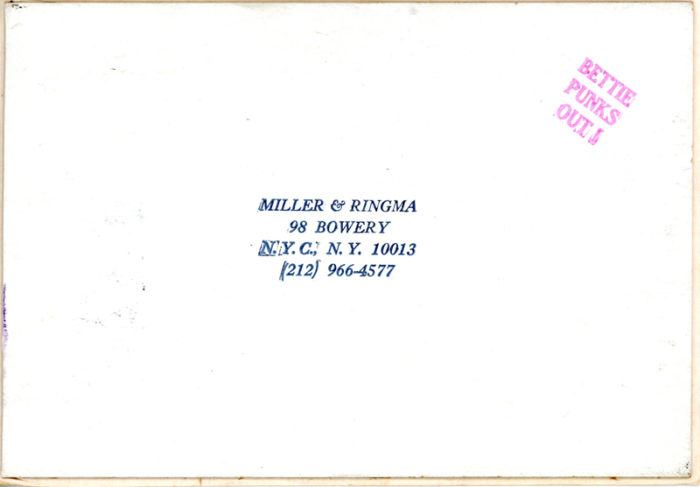 BETTIE
PUNKS
OUT!
MILLER & RINGMA
98 BOWERY
N.Y.C., N. Y. 10013
(212) 966-4577